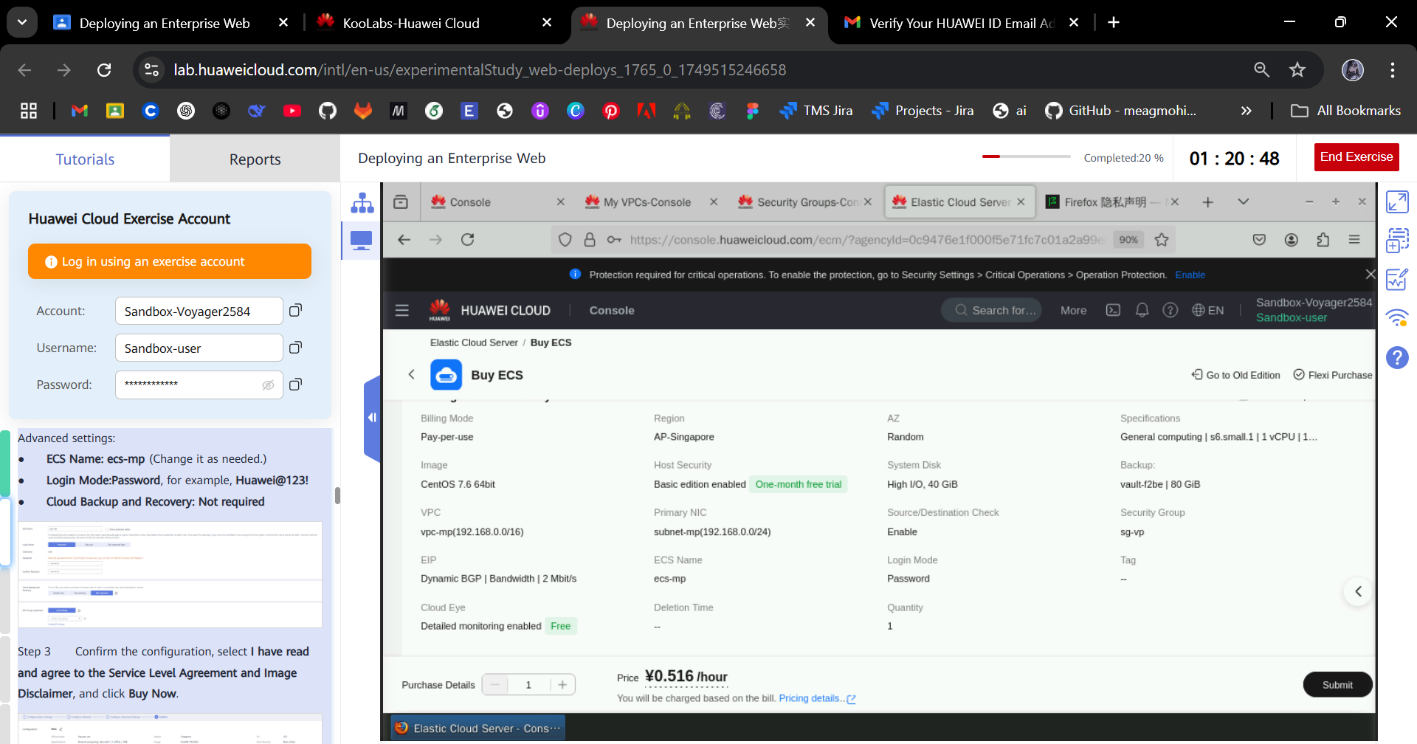 Deploying an Enterprise Web
KooLabs-Huawei Cloud
Deploying an Enterprise Web实
Verify Your HUAWEI ID Email Ad
lab.huaweicloud.com/intl/en-us/experimentalStudy_web-deploys_1765_0_1749515246658
TMS Jira
Projects - Jira
ai
GitHub - meagmohi...
All Bookmarks
Tutorials
Reports
Deploying an Enterprise Web
Completed:20 %
01 : 20 : 48
End Exercise
Huawei Cloud Exercise Account
Log in using an exercise account
Account:
Sandbox-Voyager2584
Username:
Sandbox-user
Password:
************
Advanced settings:
● ECS Name: ecs-mp (Change it as needed.)
● Login Mode:Password, for example, Huawei@123!
● Cloud Backup and Recovery: Not required
Step 3 Confirm the configuration, select I have read
and agree to the Service Level Agreement and Image
Disclaimer, and click Buy Now.
Console
My VPCs-Console
Security Groups-Con
Elastic Cloud Server
Firefox 隐私声明 —
https://console.huaweicloud.com/ecm/?agencyId=0c9476e1f000f5e71fc7c01a2a99c
90%
Protection required for critical operations. To enable the protection, go to Security Settings > Critical Operations > Operation Protection. Enable
HUAWEI
HUAWEI CLOUD
Console
Search for...
More
EN
Sandbox-Voyager2584
Sandbox-user
Elastic Cloud Server / Buy ECS
Buy ECS
Go to Old Edition
Flexi Purchase
Billing Mode
Region
AZ
Specifications
Pay-per-use
AP-Singapore
Random
General computing | s6.small.1 | 1 vCPU | 1...
Image
Host Security
System Disk
Backup:
CentOS 7.6 64bit
Basic edition enabled One-month free trial
High I/O, 40 GiB
vault-f2be | 80 GiB
VPC
Primary NIC
Source/Destination Check
Security Group
vpc-mp(192.168.0.0/16)
subnet-mp(192.168.0.0/24)
Enable
sg-vp
EIP
ECS Name
Login Mode
Tag
Dynamic BGP | Bandwidth | 2 Mbit/s
ecs-mp
Password
--
Cloud Eye
Deletion Time
Quantity
Detailed monitoring enabled Free
--
1
Purchase Details
1
Price ¥0.516 /hour
You will be charged based on the bill. Pricing details..
Submit
Elastic Cloud Server - Cons···